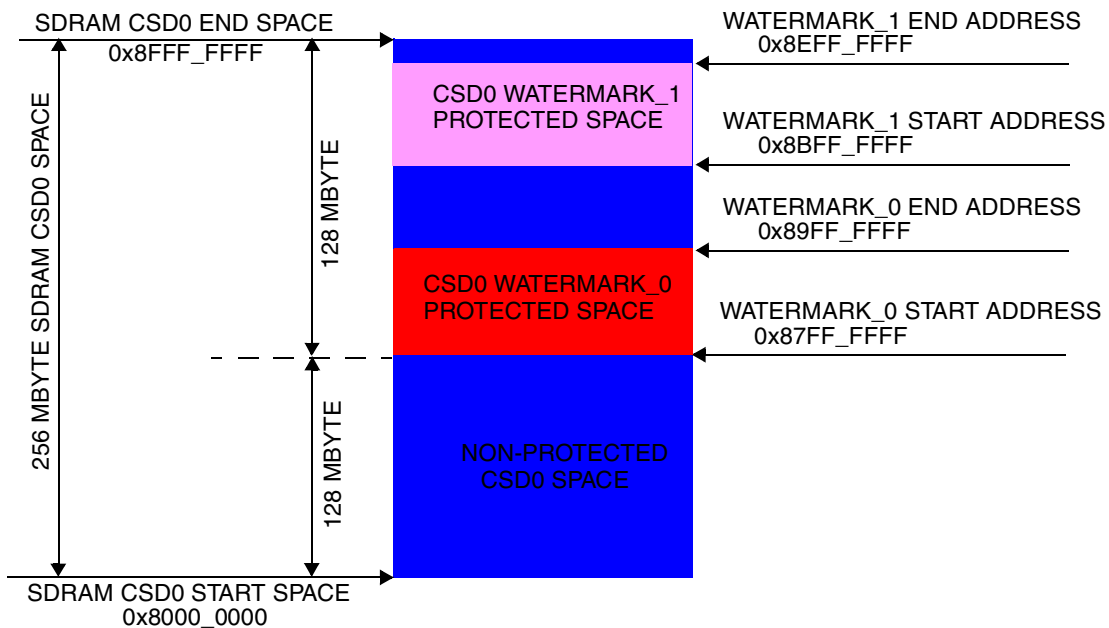 SDRAM CSD0 END SPACE
0x8FFF_FFFF
WATERMARK_1 END ADDRESS
0x8EFF_FFFF
CSD0 WATERMARK_1
PROTECTED SPACE
WATERMARK_1 START ADDRESS
0x8BFF_FFFF
256 MBYTE SDRAM CSD0 SPACE
128 MBYTE
WATERMARK_0 END ADDRESS
0x89FF_FFFF
CSD0 WATERMARK_0
PROTECTED SPACE
WATERMARK_0 START ADDRESS
0x87FF_FFFF
128 MBYTE
NON-PROTECTED
CSD0 SPACE
SDRAM CSD0 START SPACE
0x8000_0000